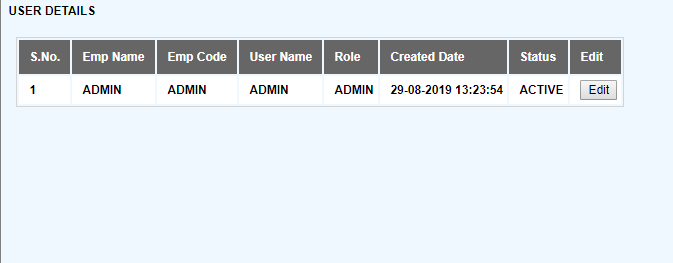 USER DETAILS
S.No. Emp Name Emp Code User Name Role Created Date Status Edit
1 ADMIN ADMIN ADMIN ADMIN 29-08-2019 13:23:54 ACTIVE Edit